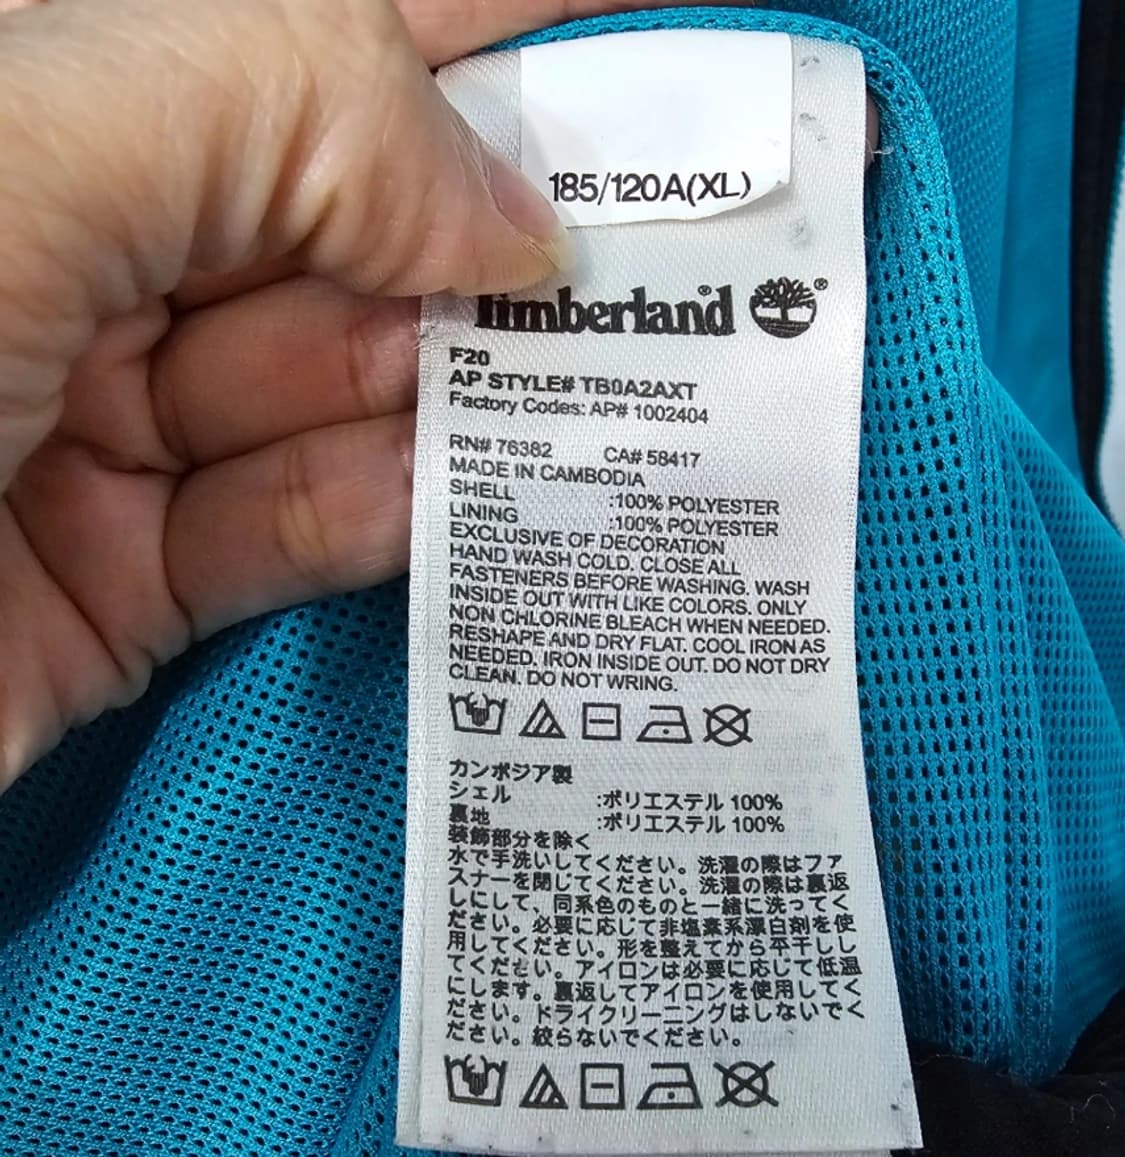 185/120A(XL)
Timberland® ®
F20
AP STYLE# TB0A2AXT
Factory Codes: AP# 1002404
RN# 76382 CA# 58417
MADE IN CAMBODIA
SHELL :100% POLYESTER
LINING :100% POLYESTER
EXCLUSIVE OF DECORATION
HAND WASH COLD. CLOSE ALL
FASTENERS BEFORE WASHING. WASH
INSIDE OUT WITH LIKE COLORS. ONLY
NON CHLORINE BLEACH WHEN NEEDED.
RESHAPE AND DRY FLAT. COOL IRON AS
NEEDED. IRON INSIDE OUT. DO NOT DRY
CLEAN. DO NOT WRING.
カンボジア製
シェル :ポリエステル 100%
裏地 :ポリエステル 100%
装飾部分を除く
水で手洗いしてください。洗濯の際はファ
スナーを閉じてください。洗濯の際は裏返
しにして、同系色のものと一緒に洗ってく
ださい。必要に応じて非塩素系漂白剤を使
用してください。形を整えてから平干しし
てください。アイロンは必要に応じて低温
にします。裏返してアイロンを使用してく
ださい。ドライクリーニングはしないでく
ださい。絞らないでください。